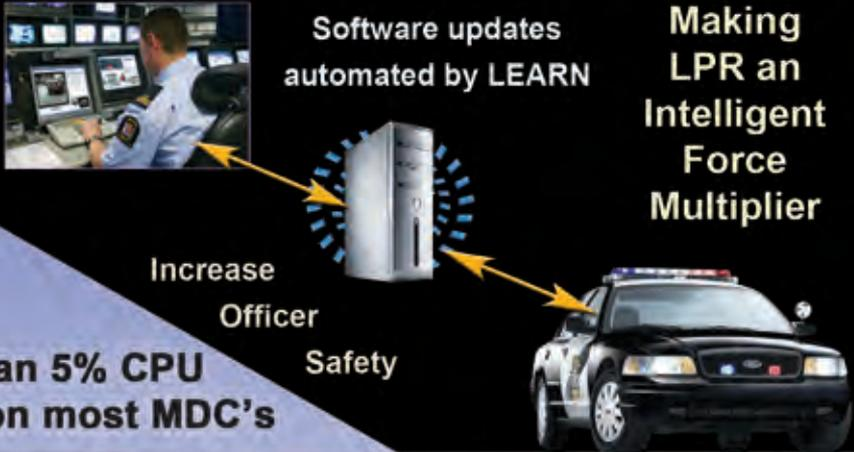 Software updates
automated by LEARN
Making
LPR an
Intelligent
Force
Multiplier
Increase
Officer
Safety
an 5% CPU
on most MDC's